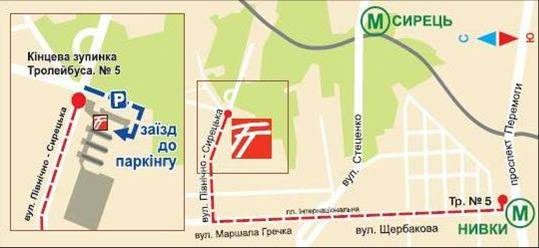 Кінцева зупинка
Тролейбуса. № 5
Р
заїзд
до
паркінгу
вул. Північно - Сирецька
М СИРЕЦЬ
С Ю
вул. Північно - Сирецька
вул. Стеценко
проспект Перемоги
пл. Інтернаціональна
Тр. № 5
вул. Маршала Гречка
вул. Щербакова
НИВКИ М